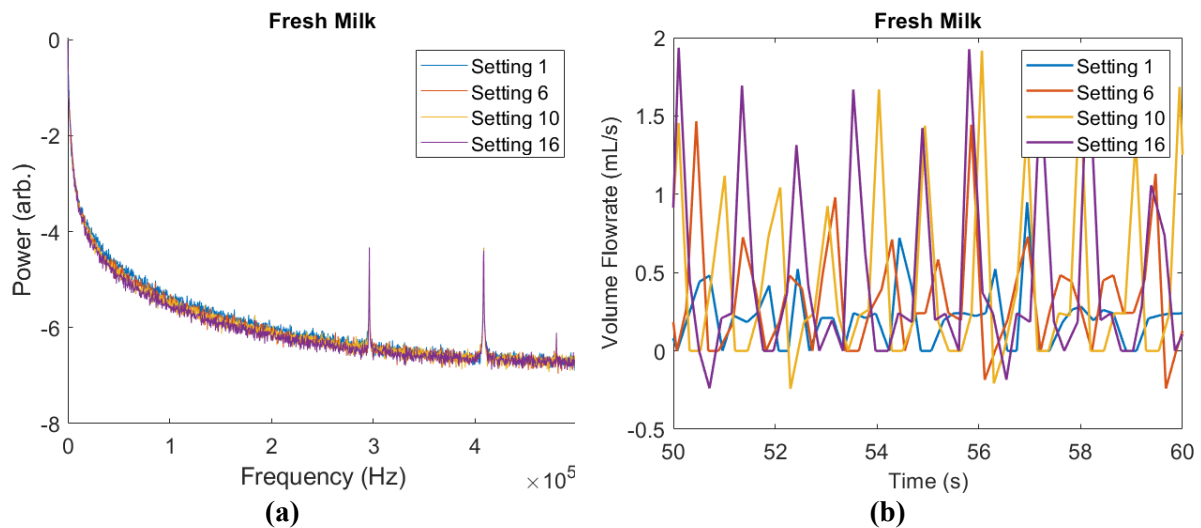 Fresh Milk
0
-2
-4
-6
-8
Power (arb.)
Setting 1
Setting 6
Setting 10
Setting 16
0 1 2 3 4
Frequency (Hz)
× 10⁵
(a)
Fresh Milk
2
1.5
1
0.5
0
-0.5
Volume Flowrate (mL/s)
Setting 1
Setting 6
Setting 10
Setting 16
50 52 54 56 58 60
Time (s)
(b)